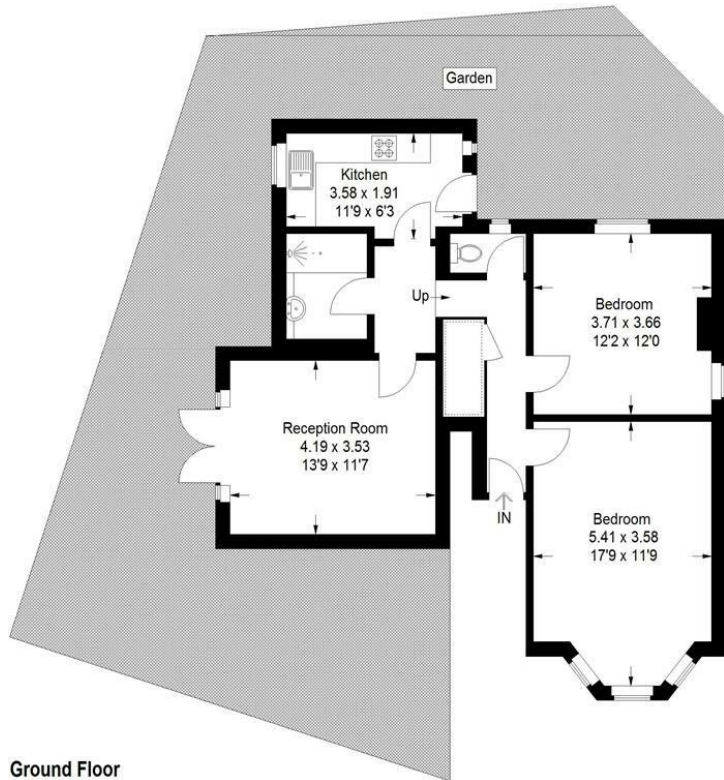 Garden
Kitchen
3.58 x 1.91
11'9 x 6'3
Up
Bedroom
3.71 x 3.66
12'2 x 12'0
Reception Room
4.19 x 3.53
13'9 x 11'7
IN
Bedroom
5.41 x 3.58
17'9 x 11'9
Ground Floor